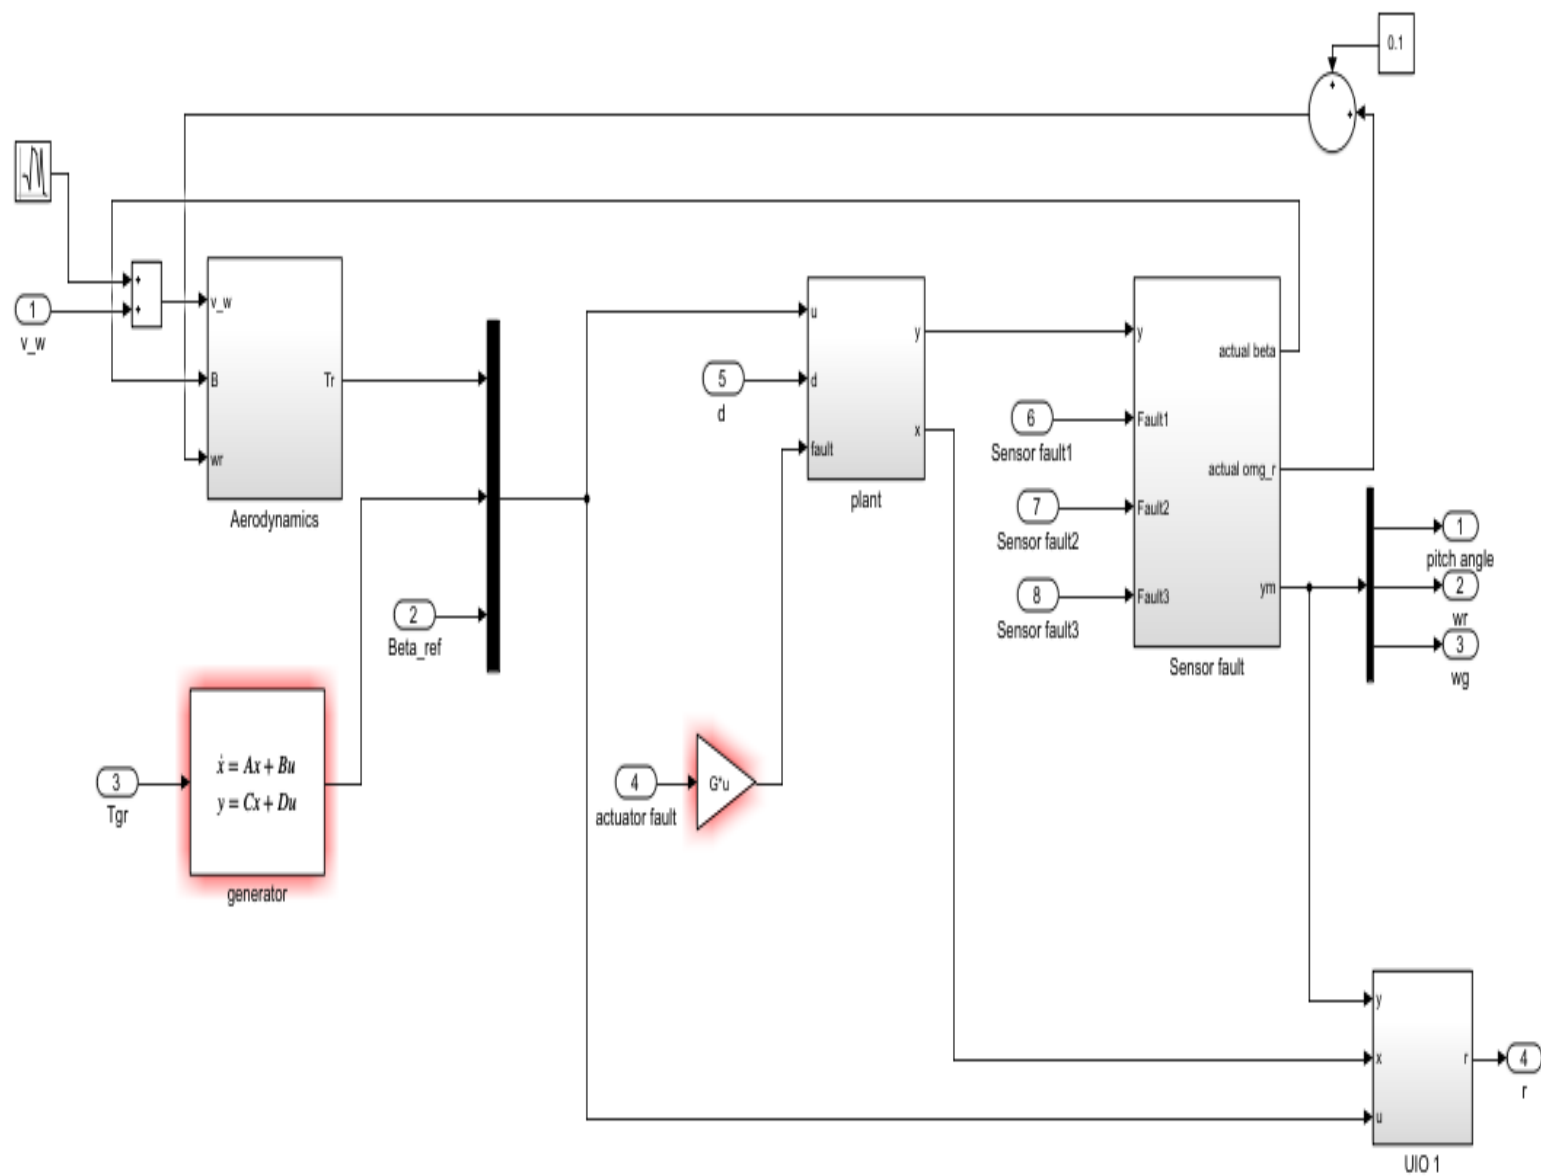 0.1
+
+
+
+
1
v_w
v_w
B
wr
Tr
Aerodynamics
2
Beta_ref
3
Tgr
ẋ = Ax + Bu
y = Cx + Du
generator
4
actuator fault
G*u
5
d
u
d
fault
y
x
plant
6
Sensor fault1
7
Sensor fault2
8
Sensor fault3
y
Fault1
Fault2
Fault3
actual beta
actual omg_r
ym
Sensor fault
1
pitch angle
2
wr
3
wg
y
x
u
r
UIO 1
4
r